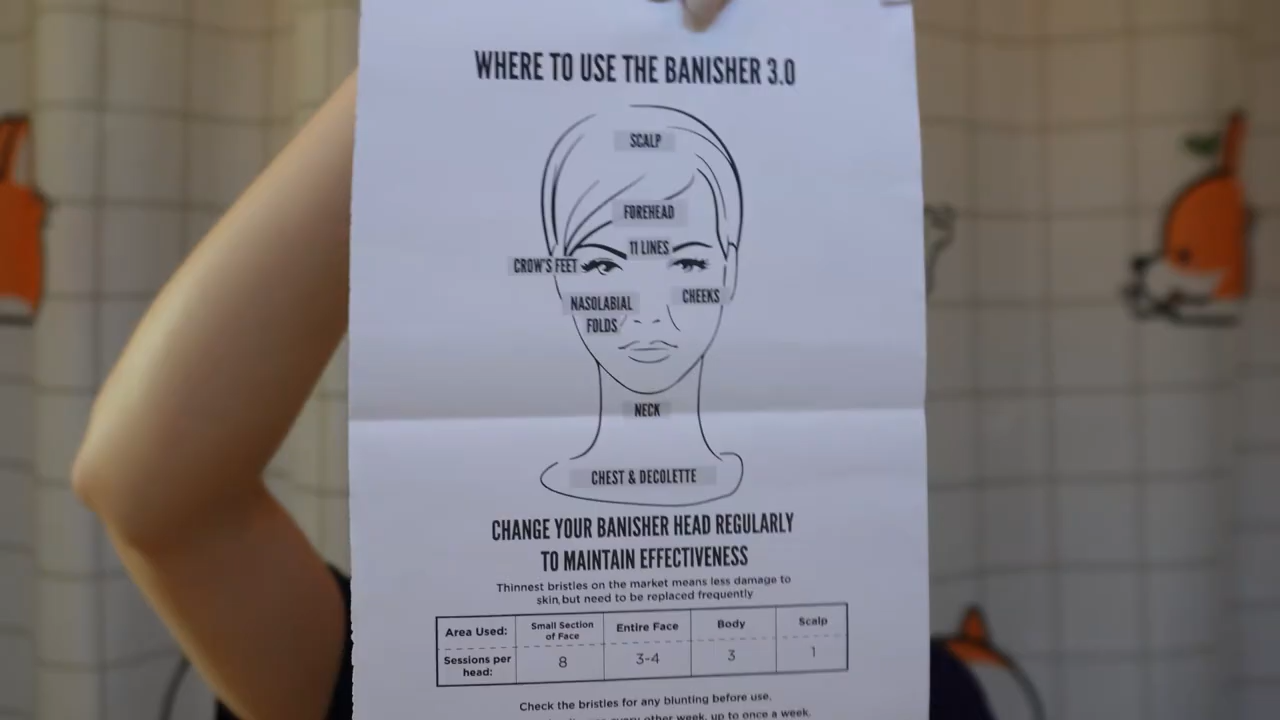 WHERE TO USE THE BANISHER 3.0
SCALP
FOREHEAD
11 LINES
CROW'S FEET
NASOLABIAL
FOLDS
CHEEKS
NECK
CHEST & DECOLETTE
CHANGE YOUR BANISHER HEAD REGULARLY
TO MAINTAIN EFFECTIVENESS
Thinnest bristles on the market means less damage to
skin, but need to be replaced frequently
Area Used: Small Section of Face Entire Face Body Scalp
Sessions per head: 8 3-4 3 1
Check the bristles for any blunting before use.
every other week, up to once a week.